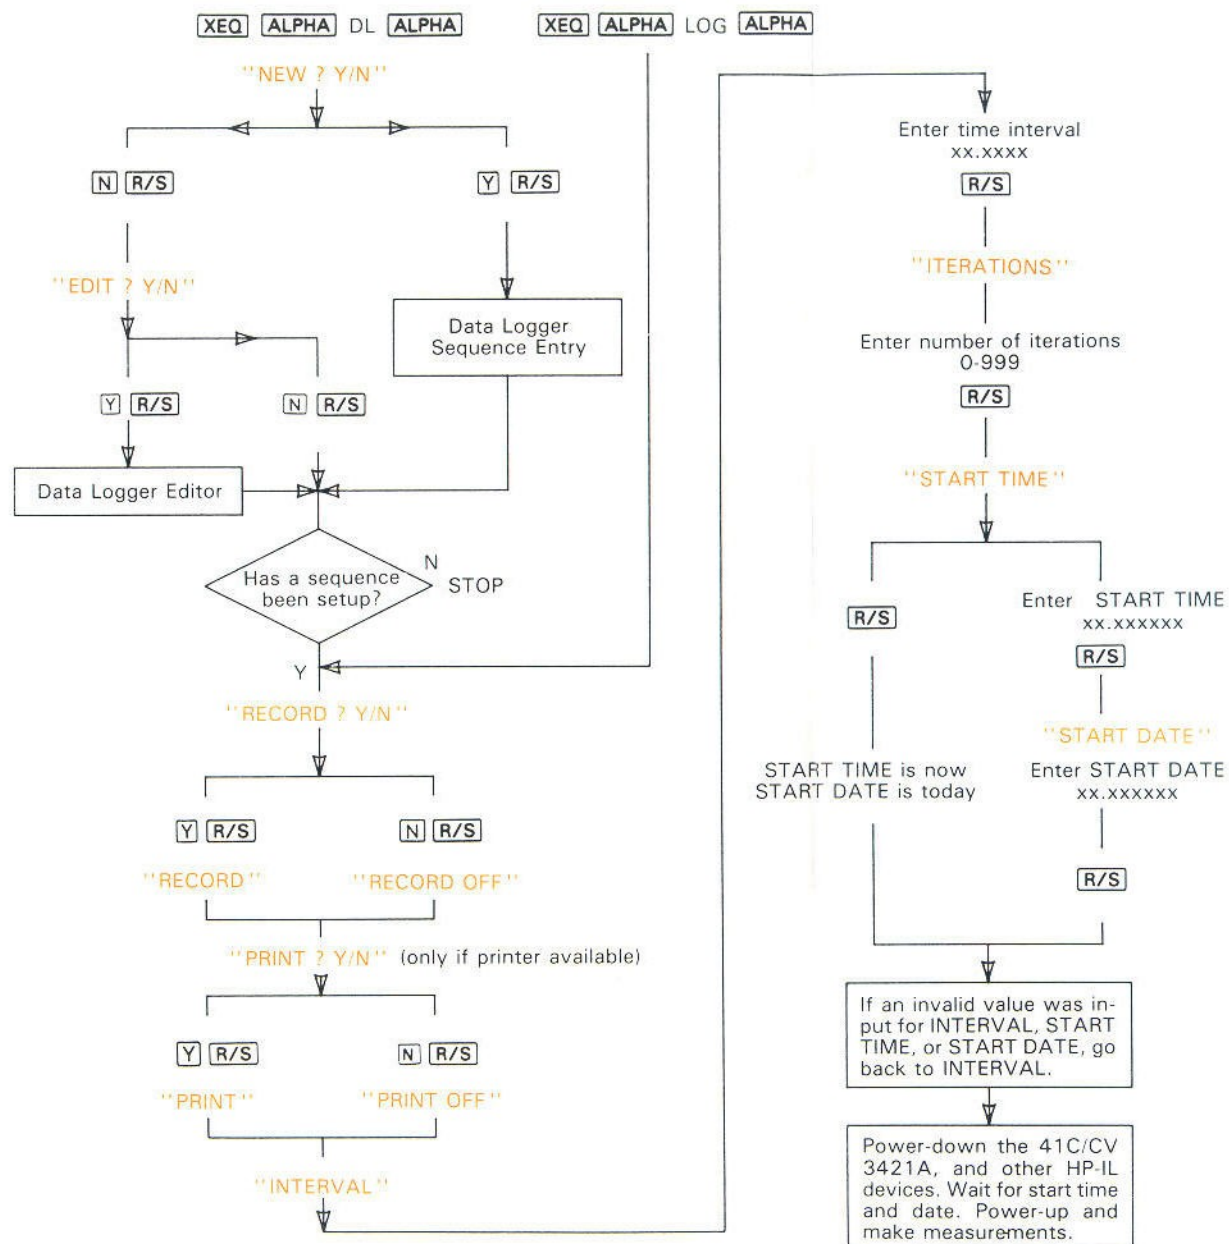 XEQ ALPHA DL ALPHA
"NEW ? Y/N"
N R/S
Y R/S
"EDIT ? Y/N"
Data Logger
Sequence Entry
Y R/S
N R/S
Data Logger Editor
Has a sequence
been setup?
N
STOP
Y
XEQ ALPHA LOG ALPHA
"RECORD ? Y/N"
Y R/S
N R/S
"RECORD"
"RECORD OFF"
"PRINT ? Y/N" (only if printer available)
Y R/S
N R/S
"PRINT"
"PRINT OFF"
"INTERVAL"
Enter time interval
xx.xxxx
R/S
"ITERATIONS"
Enter number of iterations
0-999
R/S
"START TIME"
R/S
START TIME is now
START DATE is today
Enter START TIME
xx.xxxxxx
R/S
"START DATE"
Enter START DATE
xx.xxxxxx
R/S
If an invalid value was in-
put for INTERVAL, START
TIME, or START DATE, go
back to INTERVAL.
Power-down the 41C/CV
3421A, and other HP-IL
devices. Wait for start time
and date. Power-up and
make measurements.